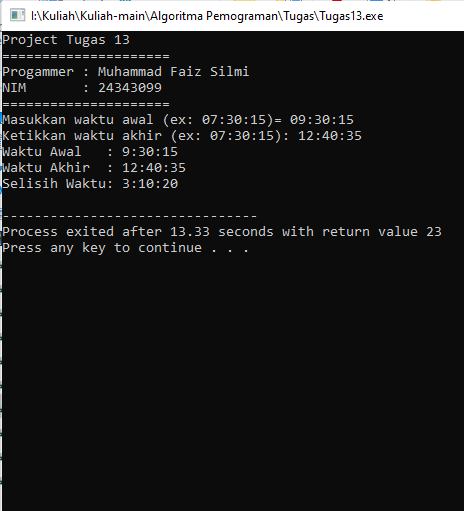 I:\Kuliah\Kuliah-main\Algoritma Pemograman\Tugas\Tugas13.exe
Project Tugas 13
=====================
Progammer : Muhammad Faiz Silmi
NIM       : 24343099
=====================
Masukkan waktu awal (ex: 07:30:15)= 09:30:15
Ketikkan waktu akhir (ex: 07:30:15): 12:40:35
Waktu Awal   : 9:30:15
Waktu Akhir  : 12:40:35
Selisih Waktu: 3:10:20
--------------------------------
Process exited after 13.33 seconds with return value 23
Press any key to continue . . .